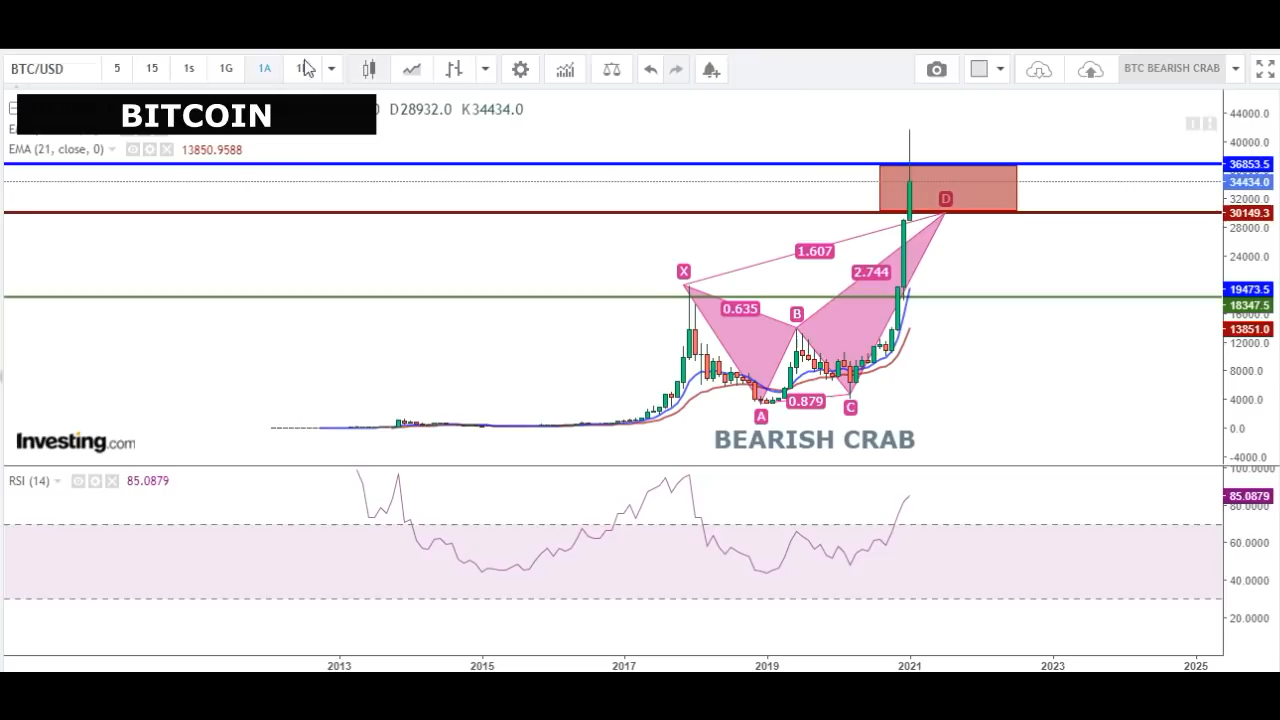 BTC/USD 5 15 1s 1G 1A BTC BEARISH CRAB
BITCOIN D28932.0 K34434.0
EMA (21, close, 0) 13850.9588
44000.0
40000.0
36853.5
34434.0
32000.0
30149.3
28000.0
24000.0
19473.5
18347.5
16000.0
13851.0
12000.0
8000.0
4000.0
0.0
-4000.0
D
1.607
X
2.744
0.635
B
0.879
A
C
BEARISH CRAB
Investing.com
RSI (14) 85.0879
100.0000
85.0879
80.0000
60.0000
40.0000
20.0000
2013 2015 2017 2019 2021 2023 2025